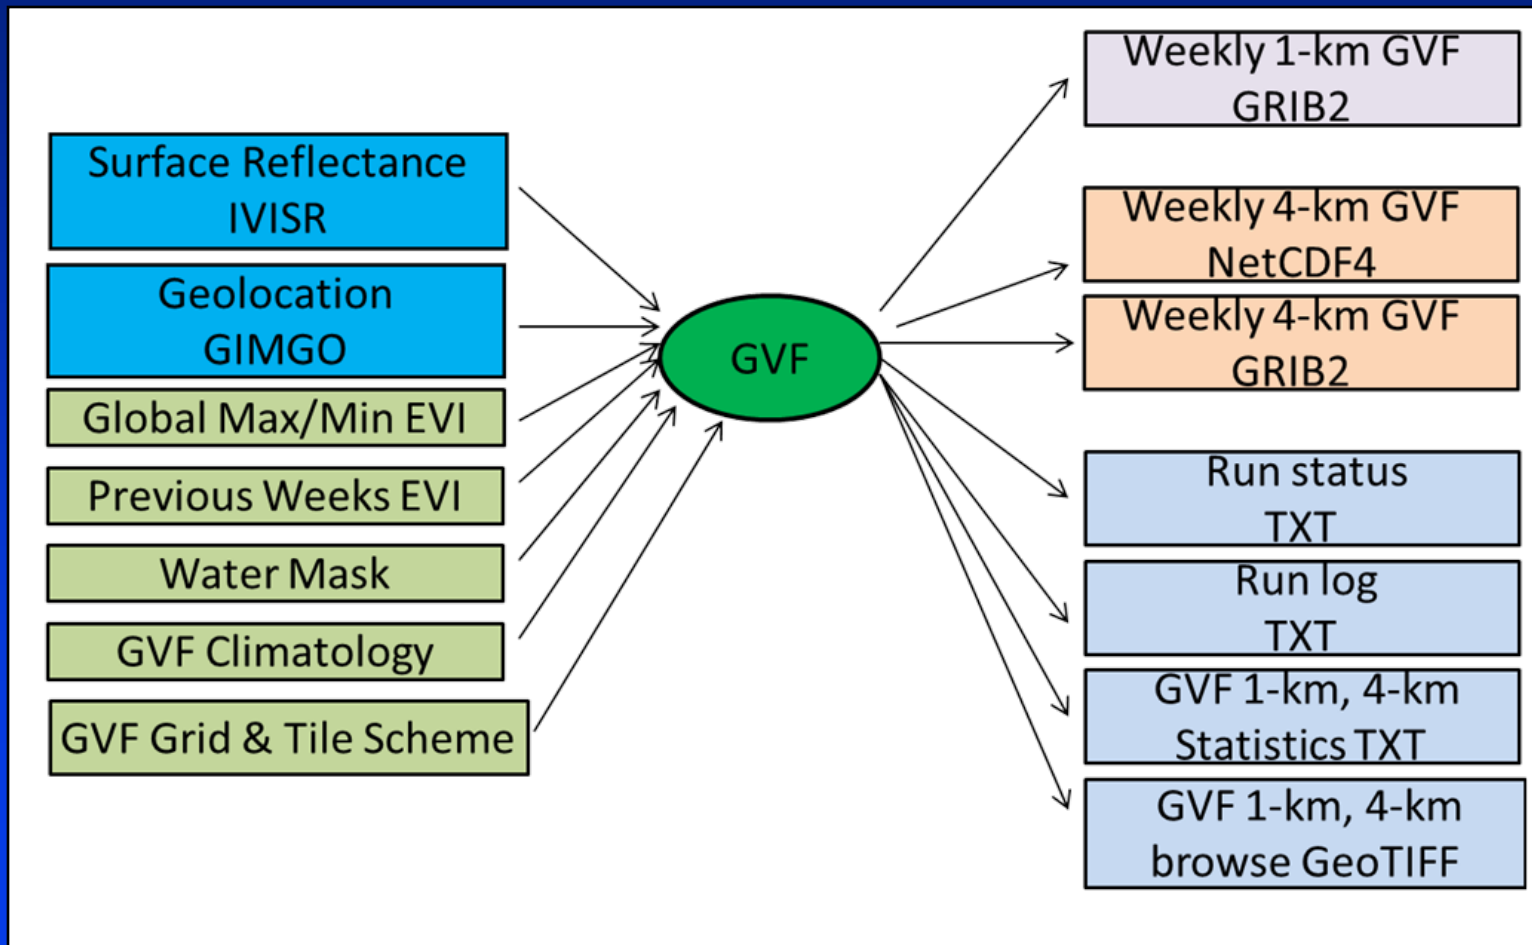 Surface Reflectance
IVISR
Geolocation
GIMGO
Global Max/Min EVI
Previous Weeks EVI
Water Mask
GVF Climatology
GVF Grid & Tile Scheme
GVF
Weekly 1-km GVF
GRIB2
Weekly 4-km GVF
NetCDF4
Weekly 4-km GVF
GRIB2
Run status
TXT
Run log
TXT
GVF 1-km, 4-km
Statistics TXT
GVF 1-km, 4-km
browse GeoTIFF